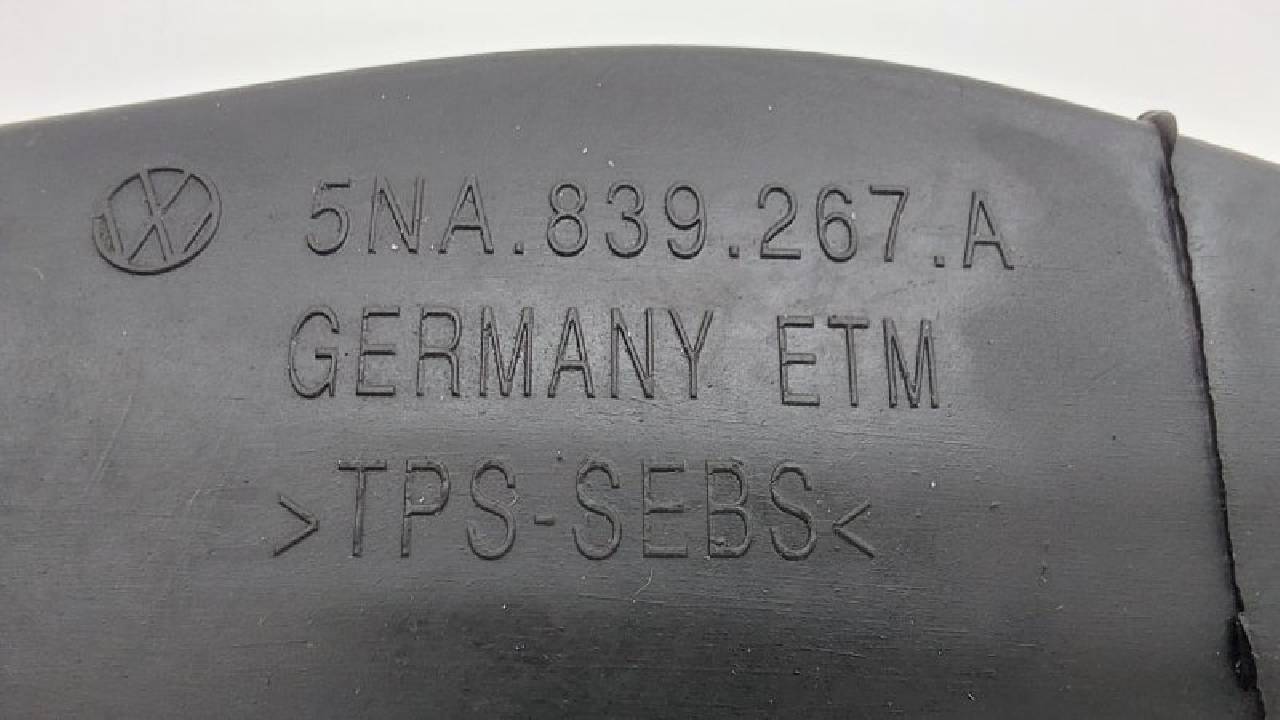 5NA.839.267.A
GERMANY ETM
>TPS-SEBS<